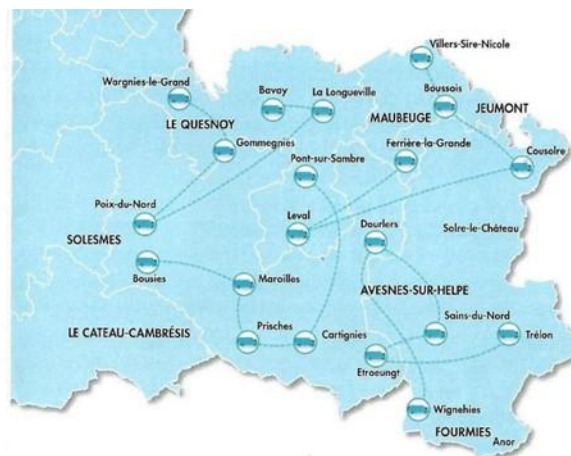 Villers-Sire-Nicole
Wargnies-le-Grand
Bavay
La Longueville
Boussois
JEUMONT
LE QUESNOY
MAUBEUGE
Gommegnies
Pont-sur-Sambre
Ferrière-la-Grande
Cousolre
Poix-du-Nord
Leval
Dourlers
Solre-le-Château
SOLESMES
Bousies
Maroilles
AVESNES-SUR-HELPE
LE CATEAU-CAMBRÉSIS
Prisches
Cartignies
Sains-du-Nord
Trélon
Etroeungt
Wignehies
FOURMIES
Anor